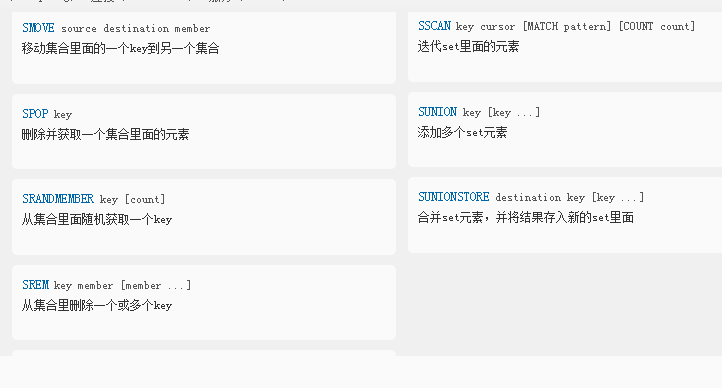 SMOVE source destination member
移动集合里面的一个key到另一个集合
SPOP key
删除并获取一个集合里面的元素
SRANDMEMBER key [count]
从集合里面随机获取一个key
SREM key member [member ...]
从集合里删除一个或多个key
SSCAN key cursor [MATCH pattern] [COUNT count]
迭代set里面的元素
SUNION key [key ...]
添加多个set元素
SUNIONSTORE destination key [key ...]
合并set元素，并将结果存入新的set里面